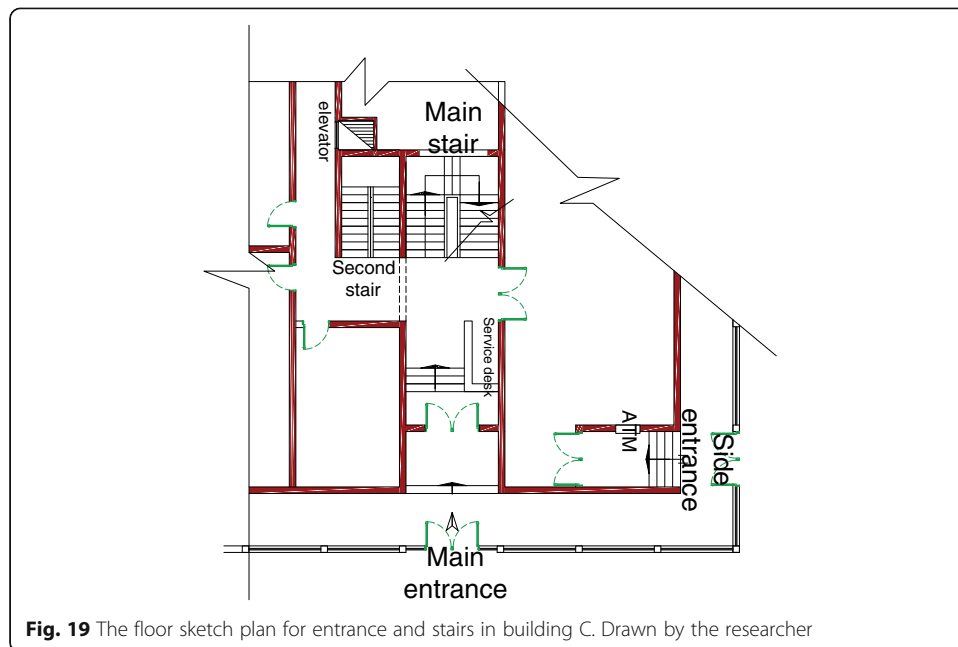 Main
stair
elevator
Second
stair
Service desk
ATM
Side
entrance
Main
entrance
Fig. 19 The floor sketch plan for entrance and stairs in building C. Drawn by the researcher